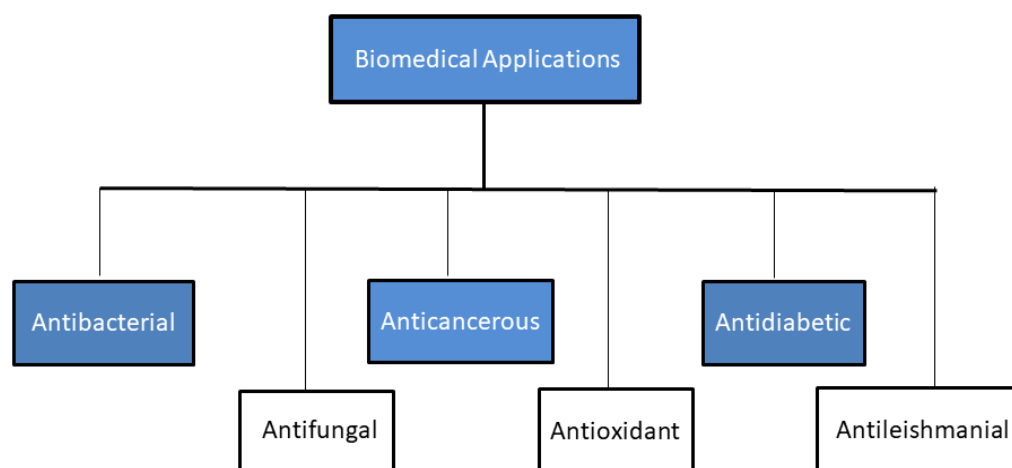 Biomedical Applications
Antibacterial
Anticancerous
Antidiabetic
Antifungal
Antioxidant
Antileishmanial